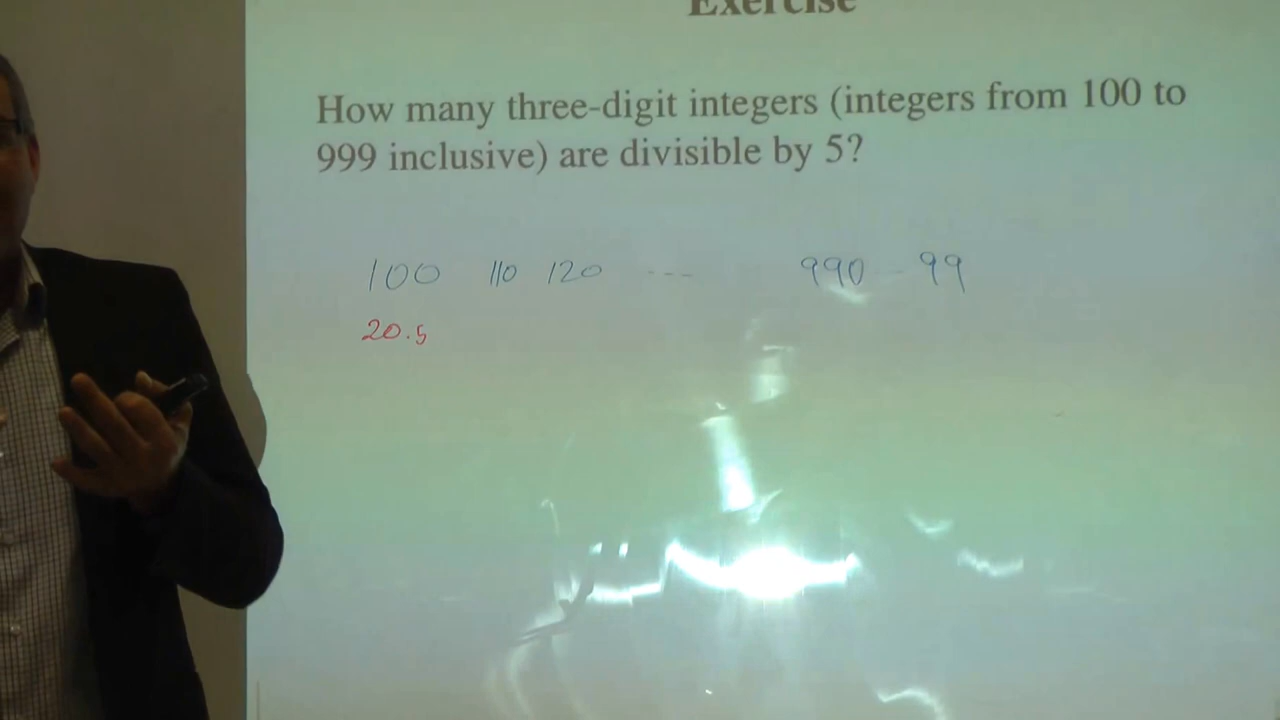 Exercise
How many three-digit integers (integers from 100 to
999 inclusive) are divisible by 5?
100 110 120 --- 990 - 99
20.5